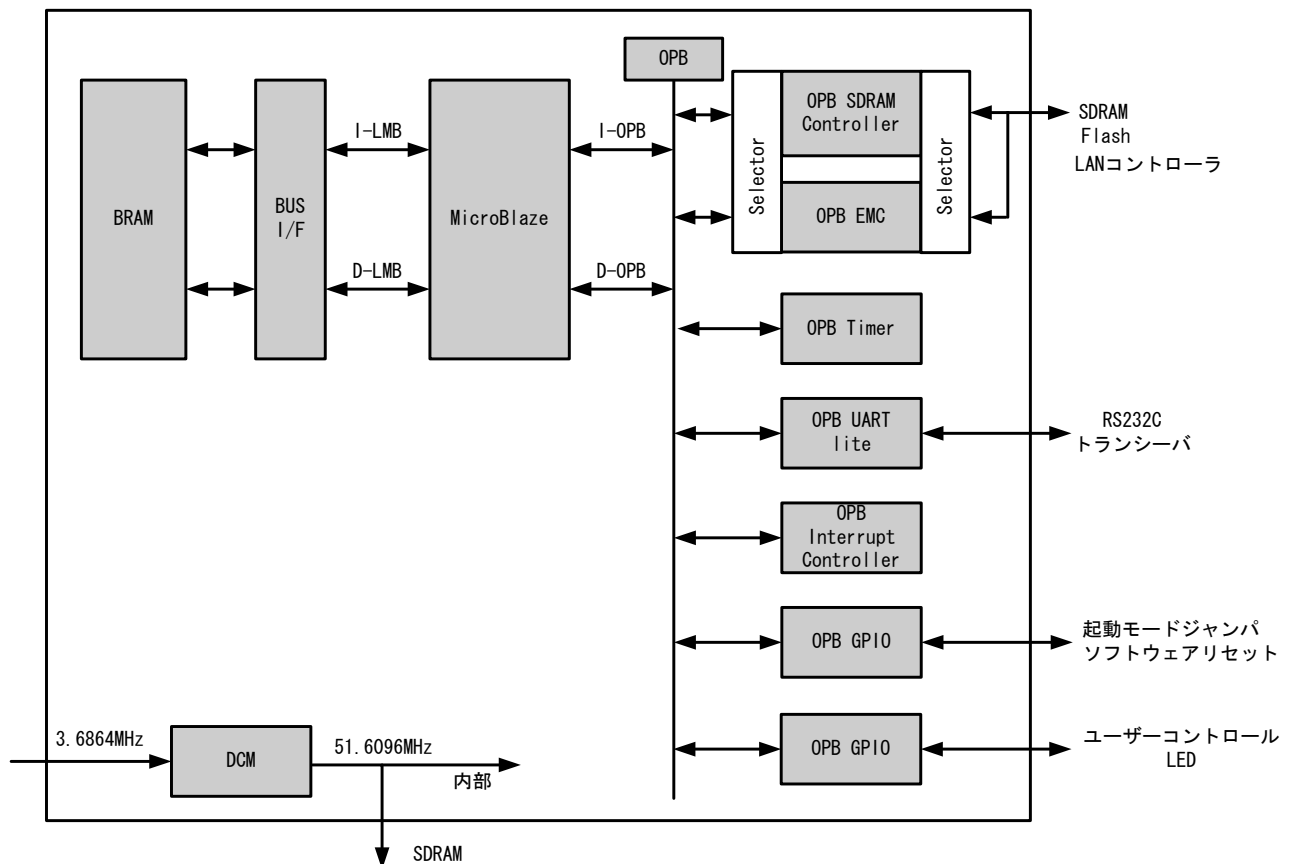 OPB
BRAM
BUS
I/F
I-LMB
D-LMB
MicroBlaze
I-OPB
D-OPB
Selector
OPB SDRAM
Controller
OPB EMC
Selector
SDRAM
Flash
LANコントローラ
OPB Timer
OPB UART
lite
RS232C
トランシーバ
OPB
Interrupt
Controller
OPB GPIO
起動モードジャンパ
ソフトウェアリセット
OPB GPIO
ユーザーコントロール
LED
3.6864MHz
DCM
51.6096MHz
内部
SDRAM